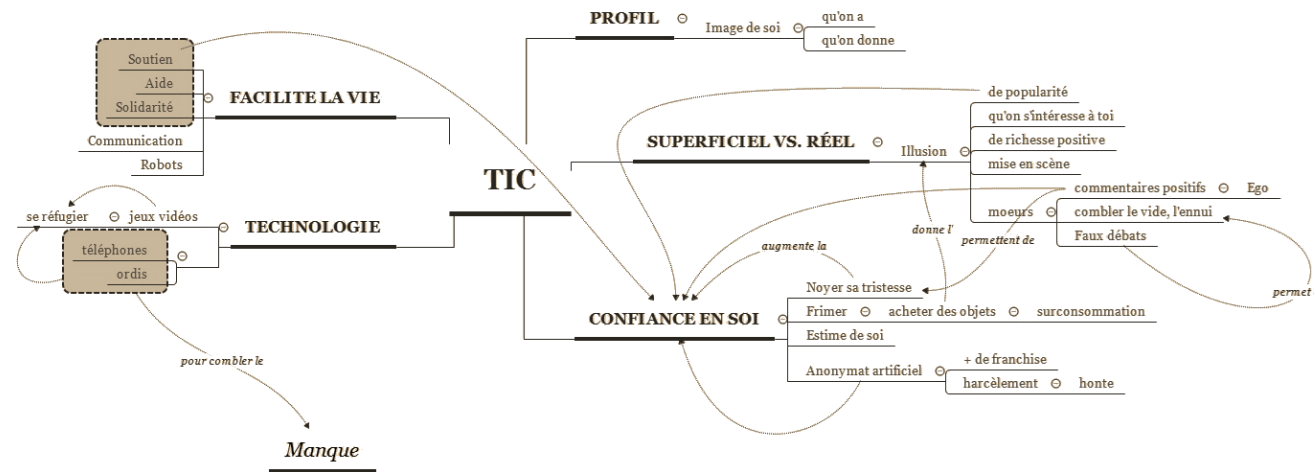 TIC
PROFIL
Image de soi
qu'on a
qu'on donne
SUPERFICIEL VS. RÉEL
Illusion
de popularité
qu'on s'intéresse à toi
de richesse positive
mise en scène
moeurs
commentaires positifs
Ego
combler le vide, l'ennui
Faux débats
CONFIANCE EN SOI
Noyer sa tristesse
Frimer
acheter des objets
surconsommation
Estime de soi
Anonymat artificiel
+ de franchise
harcèlement
honte
FACILITE LA VIE
Soutien
Aide
Solidarité
Communication
Robots
TECHNOLOGIE
jeux vidéos
se réfugier
téléphones
ordis
pour combler le
Manque
augmente la
donne l'
permettent de
permet